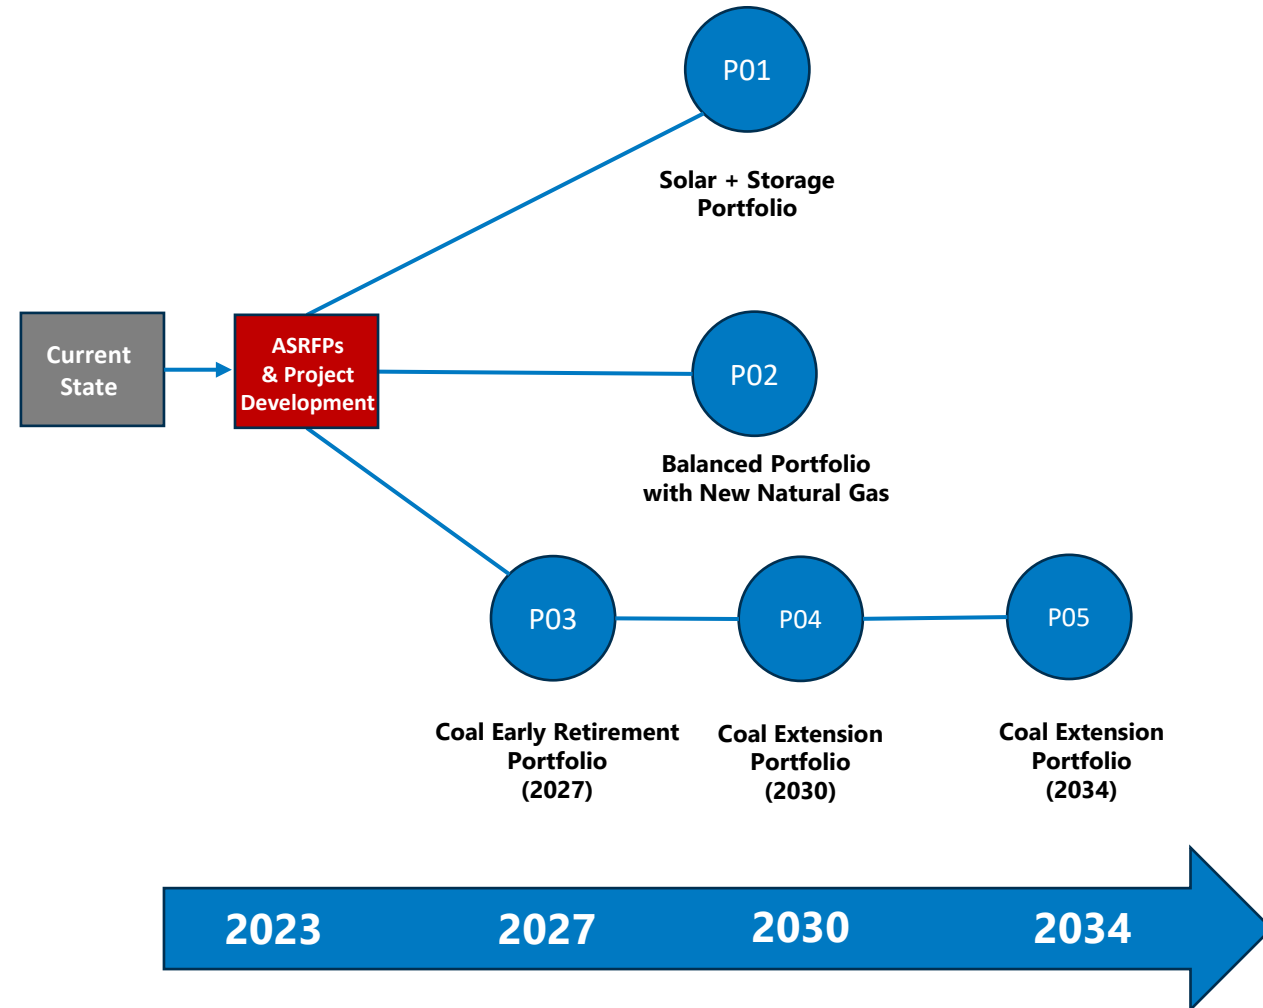 P01
Solar + Storage
Portfolio
Current
State
ASRFPs
& Project
Development
P02
Balanced Portfolio
with New Natural Gas
P03
P04
P05
Coal Early Retirement
Portfolio
(2027)
Coal Extension
Portfolio
(2030)
Coal Extension
Portfolio
(2034)
2023
2027
2030
2034